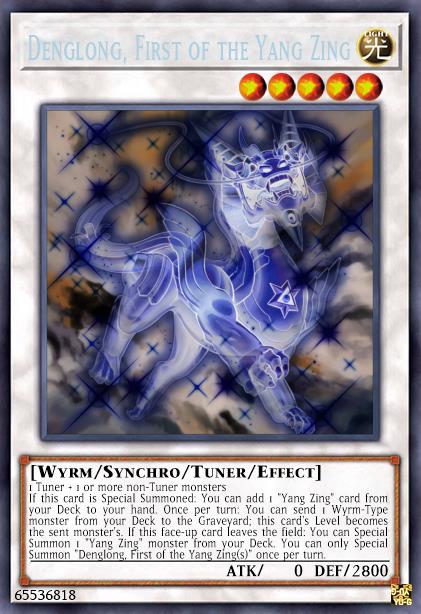 Denglong, First of the Yang Zing
LIGHT
光
[Wyrm/Synchro/Tuner/Effect]
1 Tuner + 1 or more non-Tuner monsters
If this card is Special Summoned: You can add 1 "Yang Zing" card from
your Deck to your hand. Once per turn: You can send 1 Wyrm-Type
monster from your Deck to the Graveyard; this card's Level becomes
the sent monster's. If this face-up card leaves the field: You can Special
Summon 1 "Yang Zing" monster from your Deck. You can only Special
Summon "Denglong, First of the Yang Zing(s)" once per turn.
ATK/ 0 DEF/2800
65536818